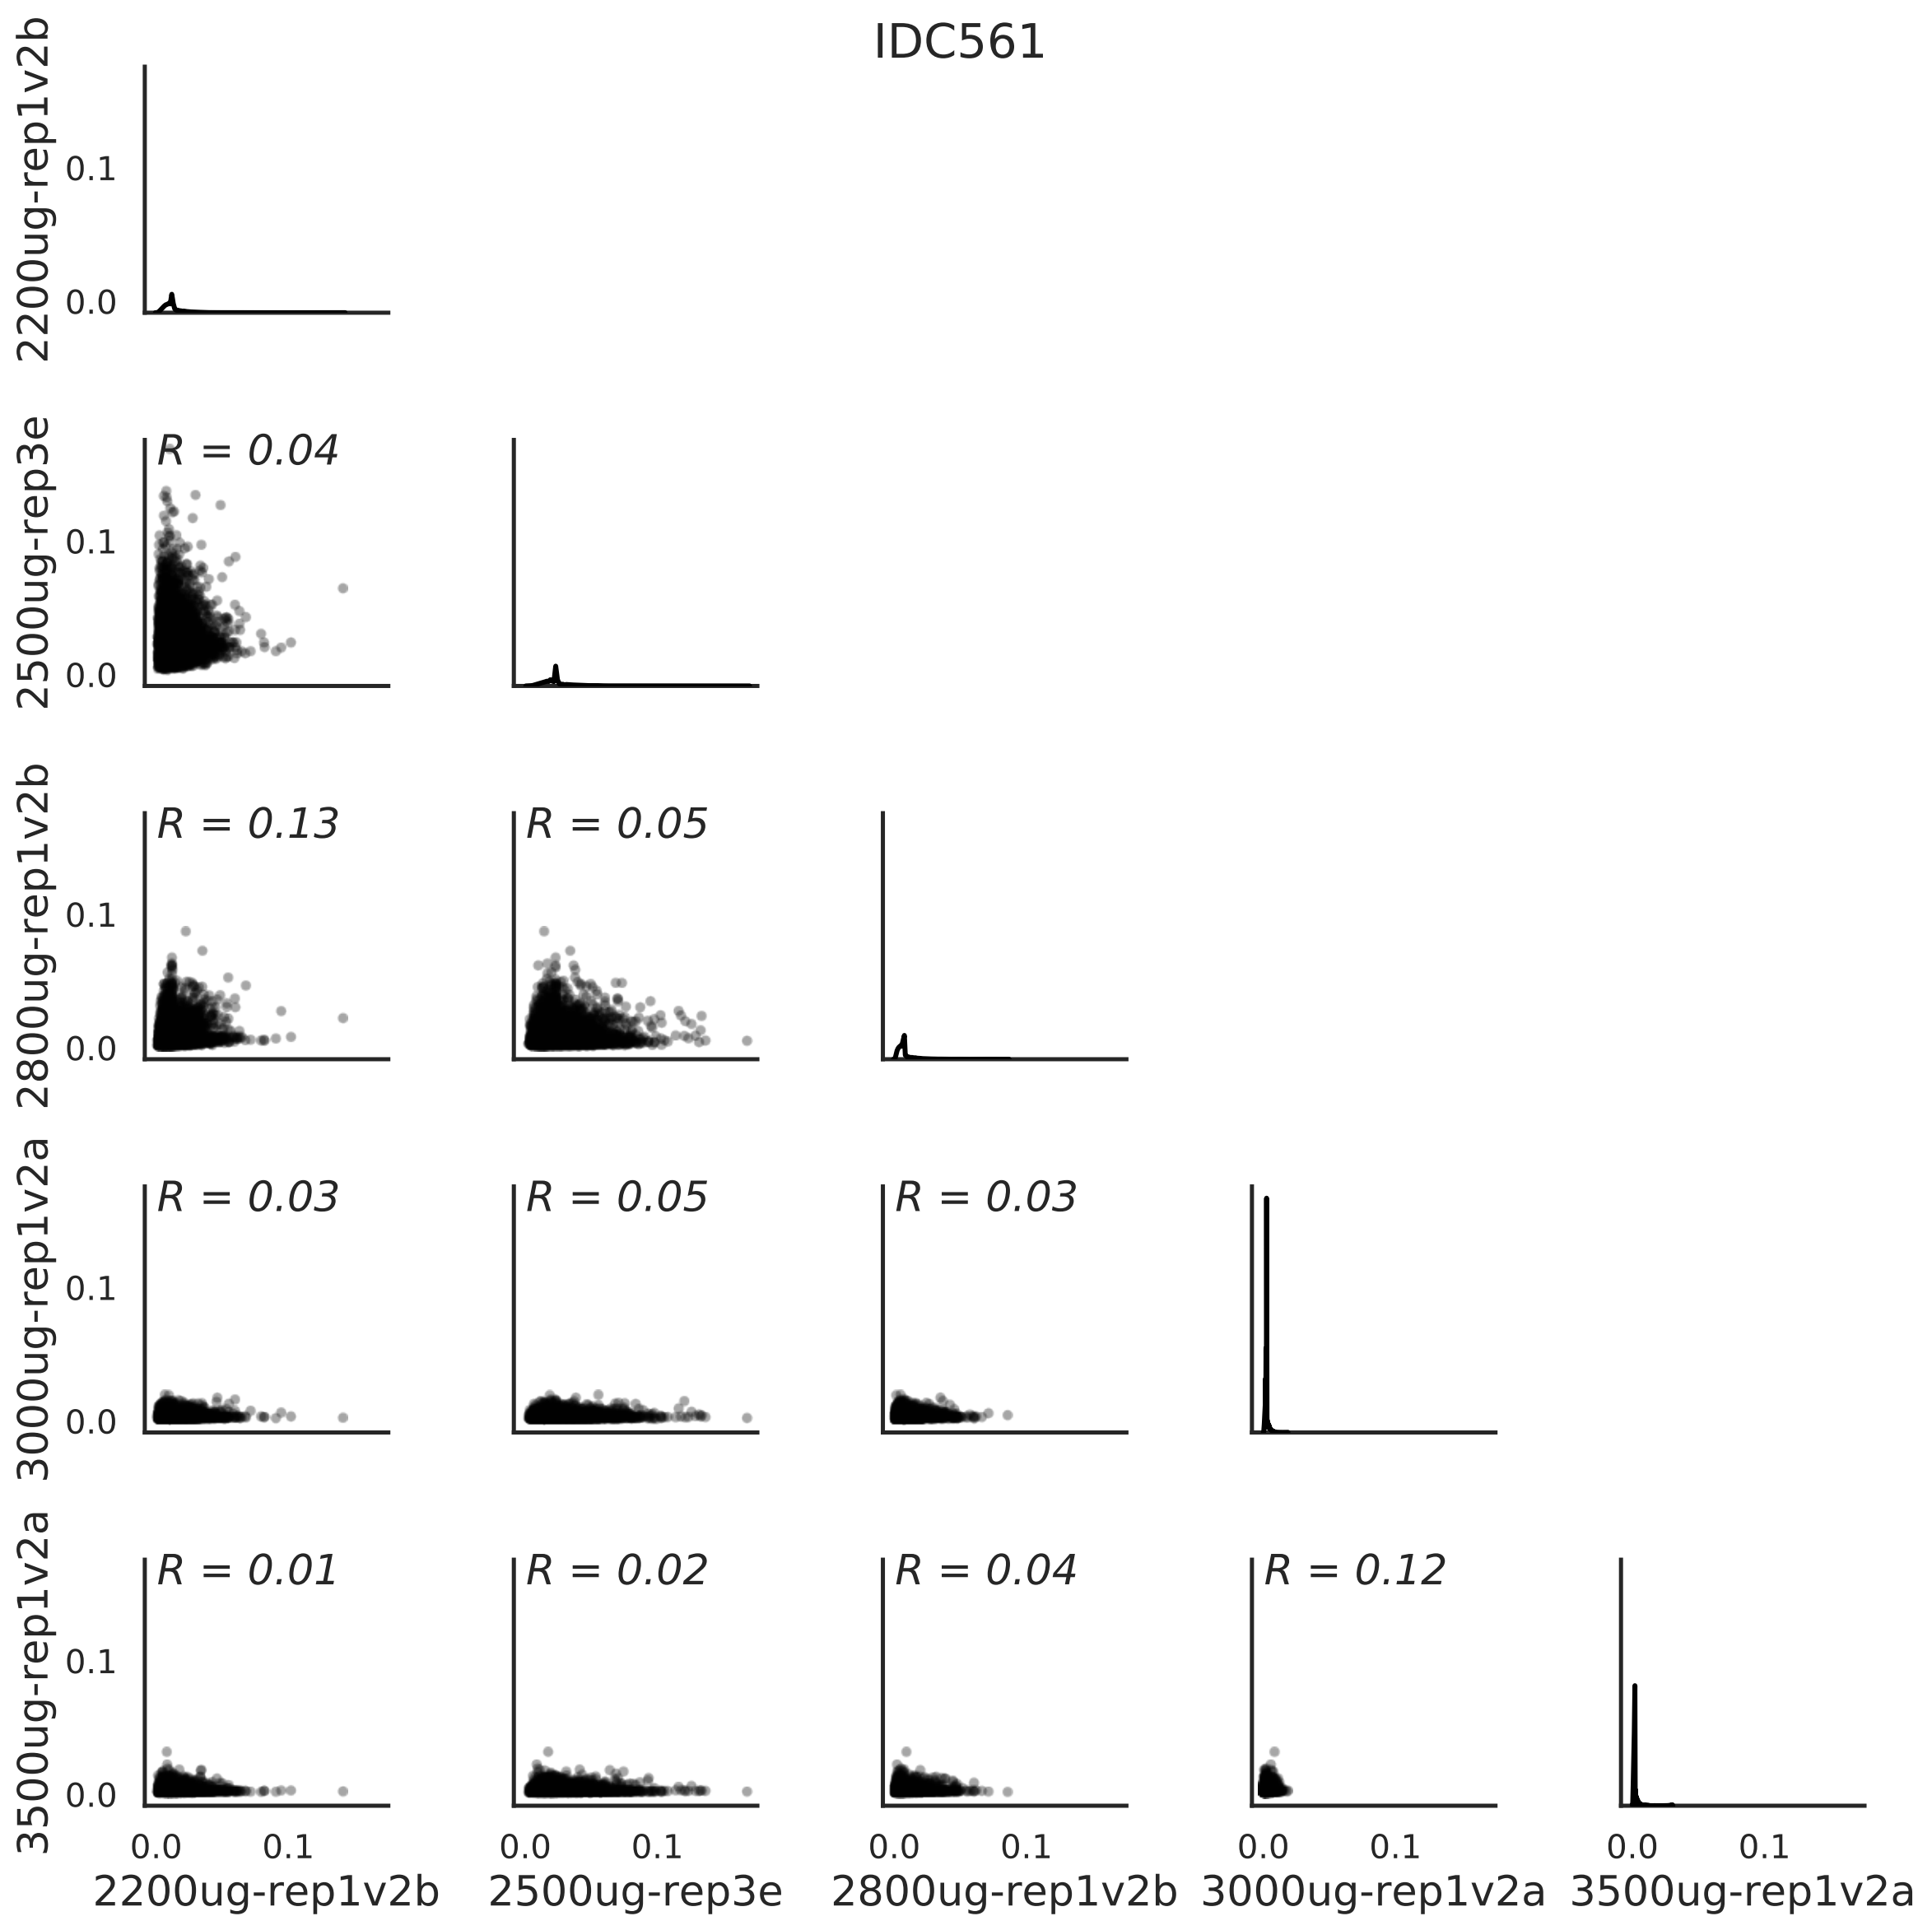 IDC561
2200ug-rep1v2b
0.1
0.0
2500ug-rep3e
0.1
0.0
R = 0.04
2800ug-rep1v2b
0.1
0.0
R = 0.13
R = 0.05
3000ug-rep1v2a
0.1
0.0
R = 0.03
R = 0.05
R = 0.03
3500ug-rep1v2a
0.1
0.0
R = 0.01
R = 0.02
R = 0.04
R = 0.12
0.0 0.1 0.0 0.1 0.0 0.1 0.0 0.1 0.0 0.1
2200ug-rep1v2b 2500ug-rep3e 2800ug-rep1v2b 3000ug-rep1v2a 3500ug-rep1v2a